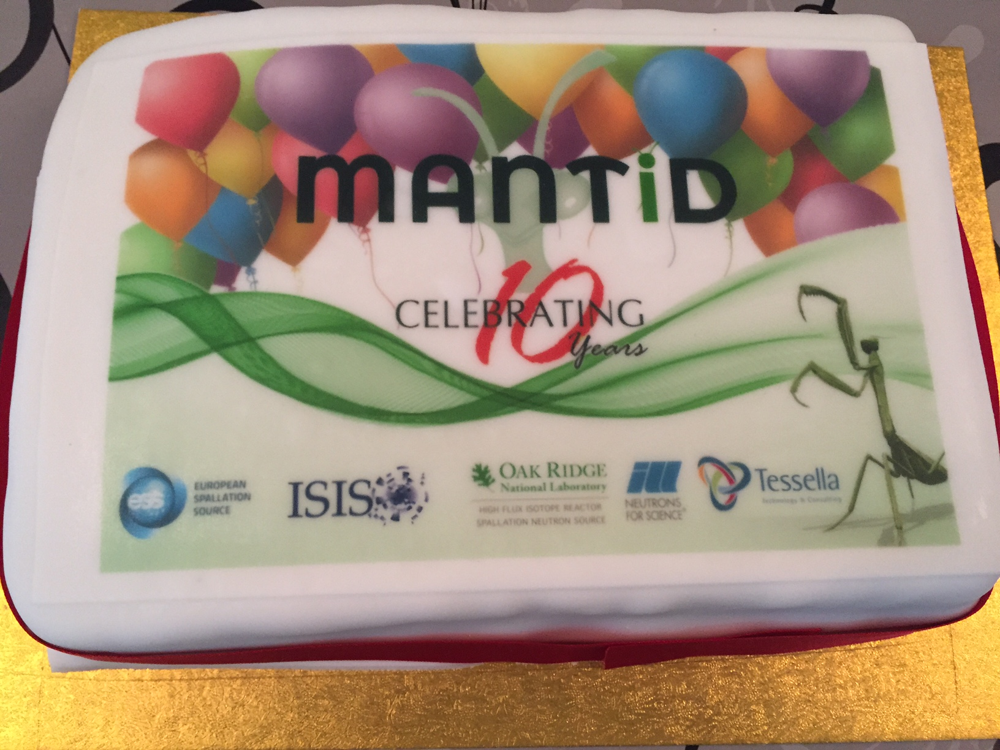 MANTiD
CELEBRATING
10
Years
ess
EUROPEAN
SPALLATION
SOURCE
ISIS
OAK RIDGE
National Laboratory
HIGH FLUX ISOTOPE REACTOR
SPALLATION NEUTRON SOURCE
ill
NEUTRONS
FOR SCIENCE®
Tessella
Technology & Consulting